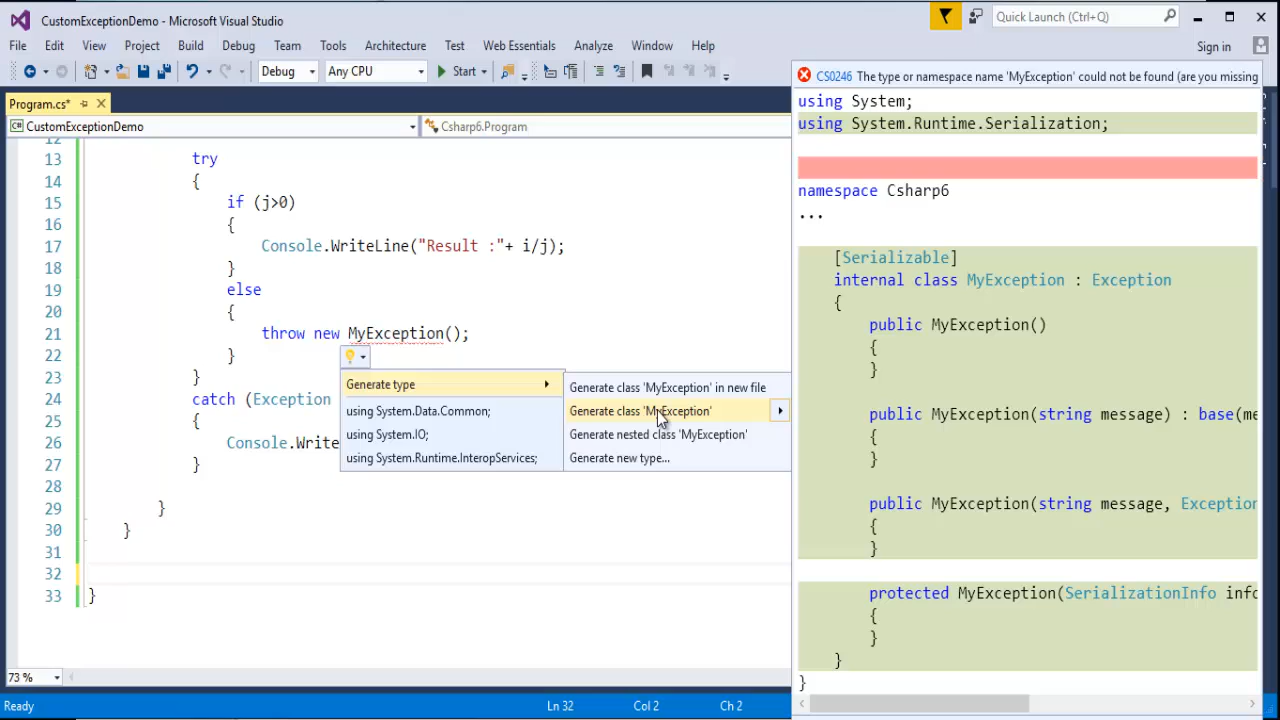 CustomExceptionDemo - Microsoft Visual Studio
Quick Launch (Ctrl+Q)
File Edit View Project Build Debug Team Tools Architecture Test Web Essentials Analyze Window Help
Sign in
Debug Any CPU Start
Program.cs*
CustomExceptionDemo Csharp6.Program
12
13 try
14 {
15 if (j>0)
16 {
17 Console.WriteLine("Result :"+ i/j);
18 }
19 else
20 {
21 throw new MyException();
22 }
23 }
24 catch (Exception
25 {
26 Console.Write
27 }
28
29 }
30 }
31
32
33 }
Generate type
using System.Data.Common;
using System.IO;
using System.Runtime.InteropServices;
Generate class 'MyException' in new file
Generate class 'MyException'
Generate nested class 'MyException'
Generate new type...
CS0246 The type or namespace name 'MyException' could not be found (are you missing
using System;
using System.Runtime.Serialization;
namespace Csharp6
...
[Serializable]
internal class MyException : Exception
{
public MyException()
{
}
public MyException(string message) : base(me
{
}
public MyException(string message, Exception
{
}
protected MyException(SerializationInfo info
{
}
}
}
73 %
Ready Ln 32 Col 2 Ch 2